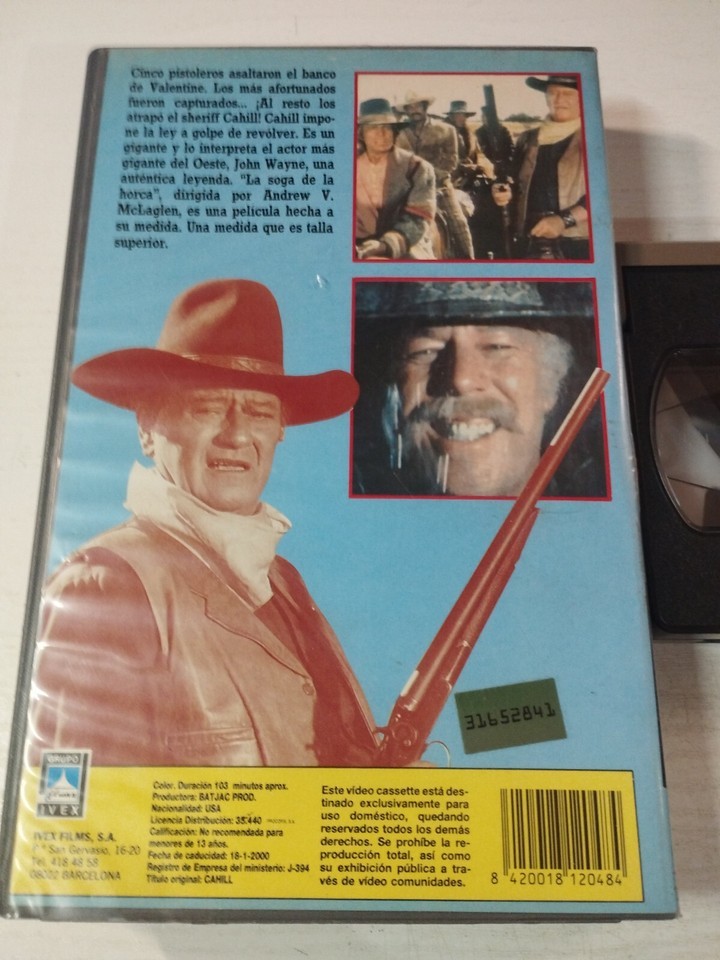 Cinco pistoleros asaltaron el banco
de Valentine. Los más afortunados
fueron capturados... ¡Al resto los
atrapó el sheriff Cahill! Cahill impo-
ne la ley a golpe de revólver. Es un
gigante y lo interpreta el actor más
gigante del Oeste, John Wayne, una
auténtica leyenda. "La soga de la
horca", dirigida por Andrew V.
McLaglen, es una película hecha a
su medida. Una medida que es talla
superior.
31652841
GRUPO
IVEX
IVEX FILMS, S.A.
P.º San Gervasio, 16-20
Tel. 418 48 58
08022 BARCELONA
Color. Duración 103 minutos aprox.
Productora: BATJAC PROD.
Nacionalidad: USA
Licencia Distribución: 35.440
Calificación: No recomendada para
menores de 13 años.
Fecha de caducidad: 18-1-2000
Registro de Empresa del ministerio: J-394
Título original: CAHILL
Este vídeo cassette está des-
tinado exclusivamente para
uso doméstico, quedando
reservados todos los demás
derechos. Se prohíbe la re-
producción total, así como
su exhibición pública a tra-
vés de vídeo comunidades.
8 420018 120484